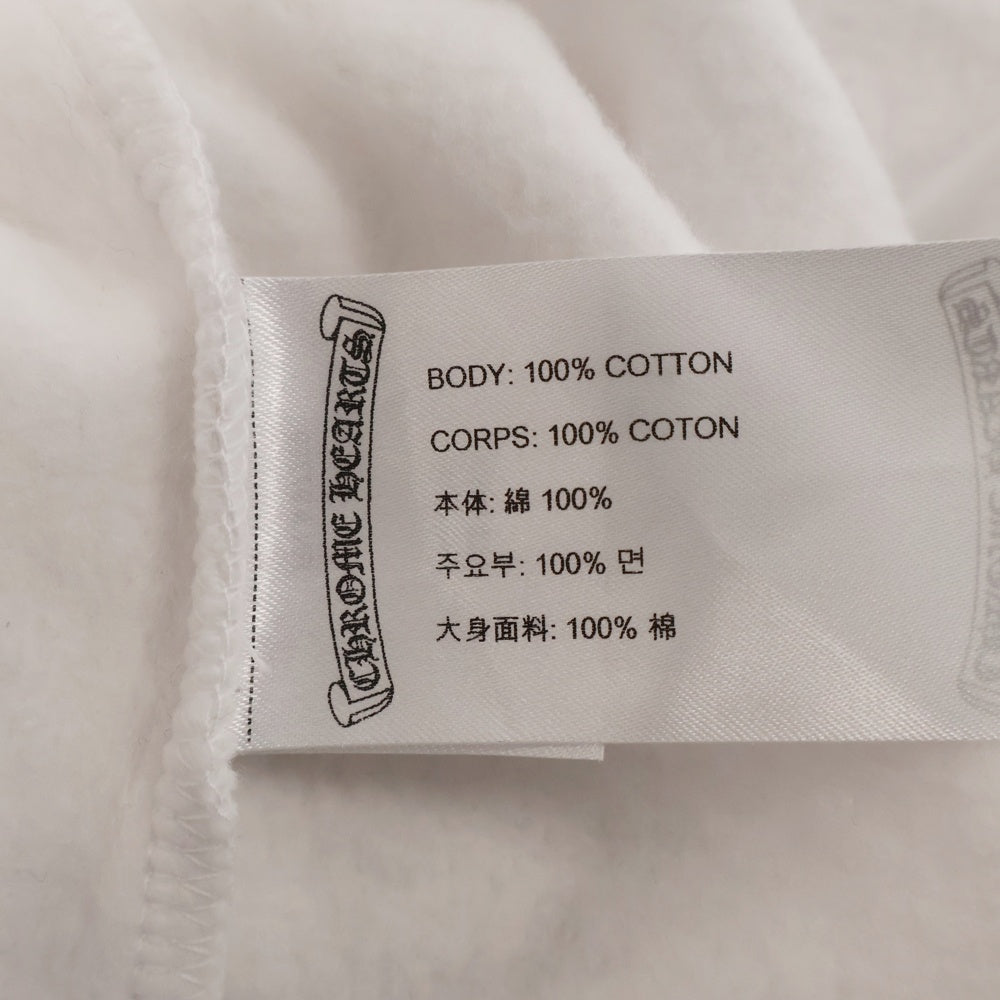 CHROME HEARTS
BODY: 100% COTTON
CORPS: 100% COTON
本体: 綿 100%
주요부: 100% 면
大身面料: 100% 棉